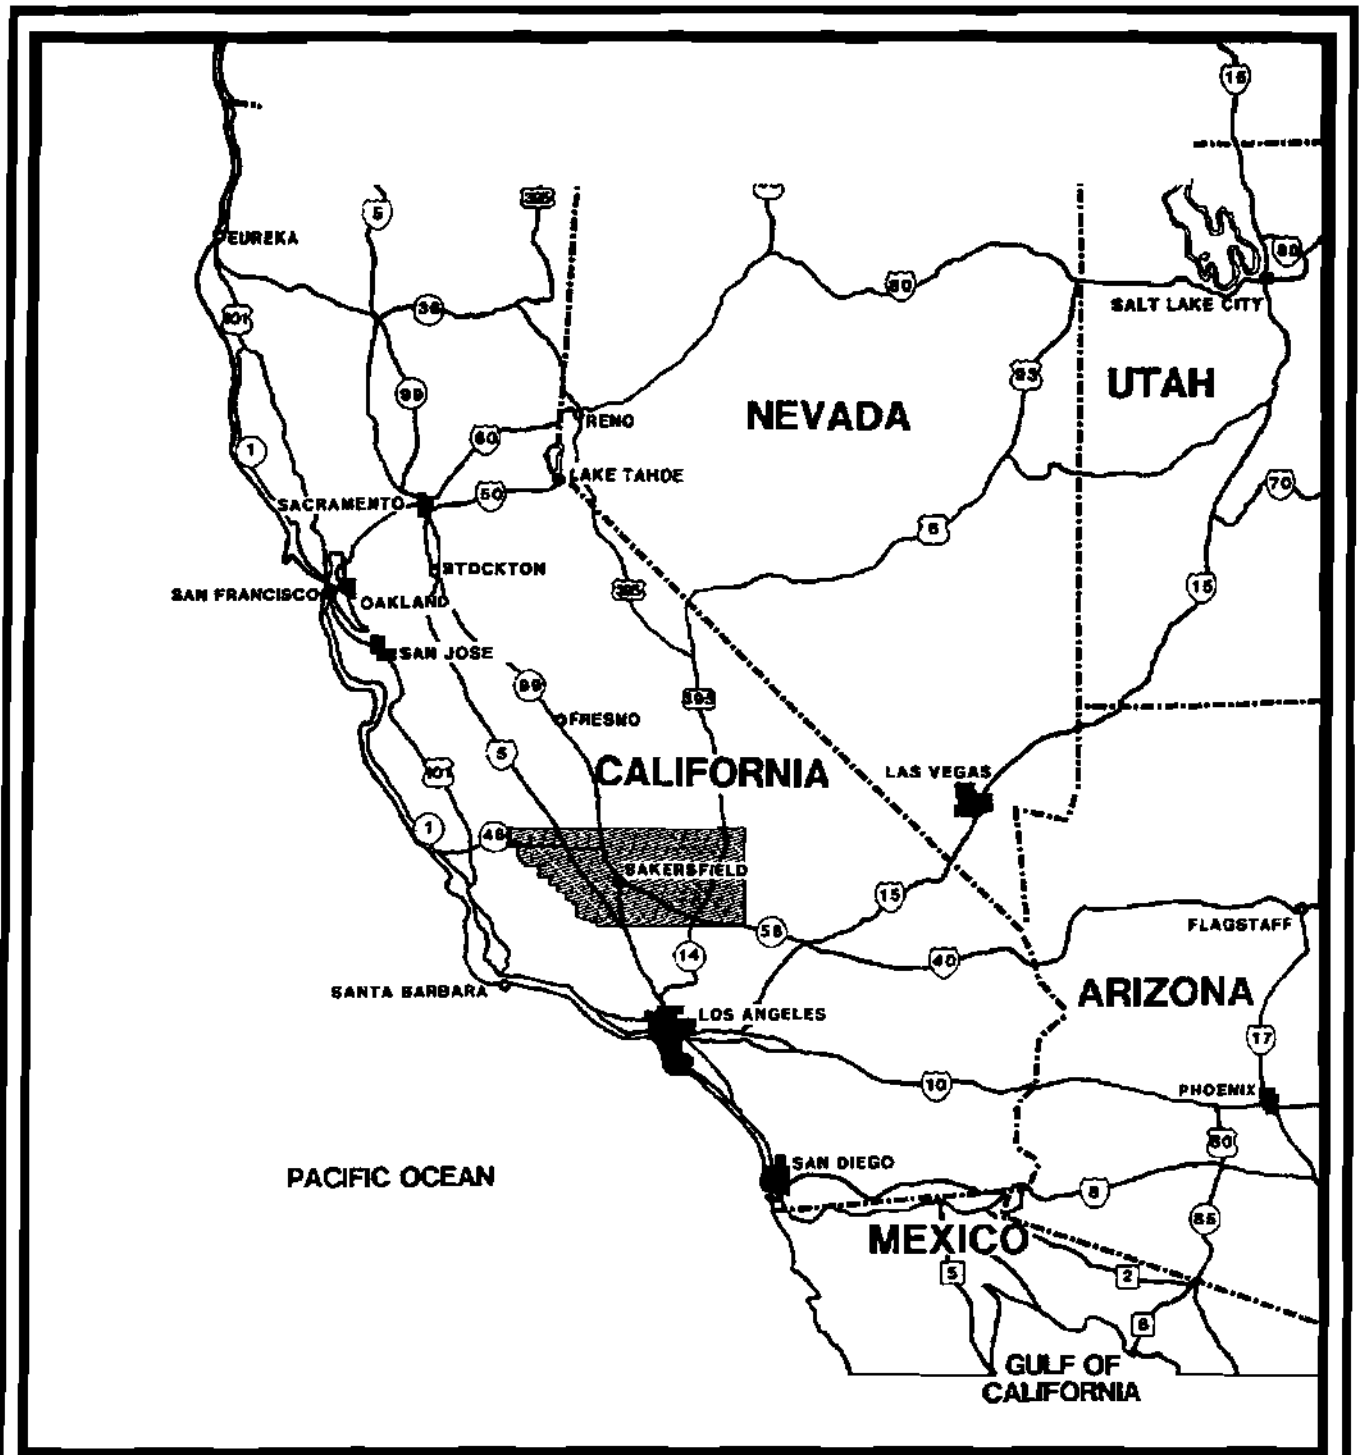 15
5
395
EUREKA
80
80
SALT LAKE CITY
101
36
93
UTAH
99
NEVADA
RENO
1
80
LAKE TAHOE
50
SACRAMENTO
70
6
STOCKTON
395
15
SAN FRANCISCO
OAKLAND
SAN JOSE
99
395
FRESNO
5
101
CALIFORNIA
LAS VEGAS
1
46
BAKERSFIELD
15
58
FLAGSTAFF
14
40
SANTA BARBARA
ARIZONA
LOS ANGELES
17
10
PHOENIX
80
SAN DIEGO
PACIFIC OCEAN
8
85
MEXICO
5
2
8
GULF OF
CALIFORNIA